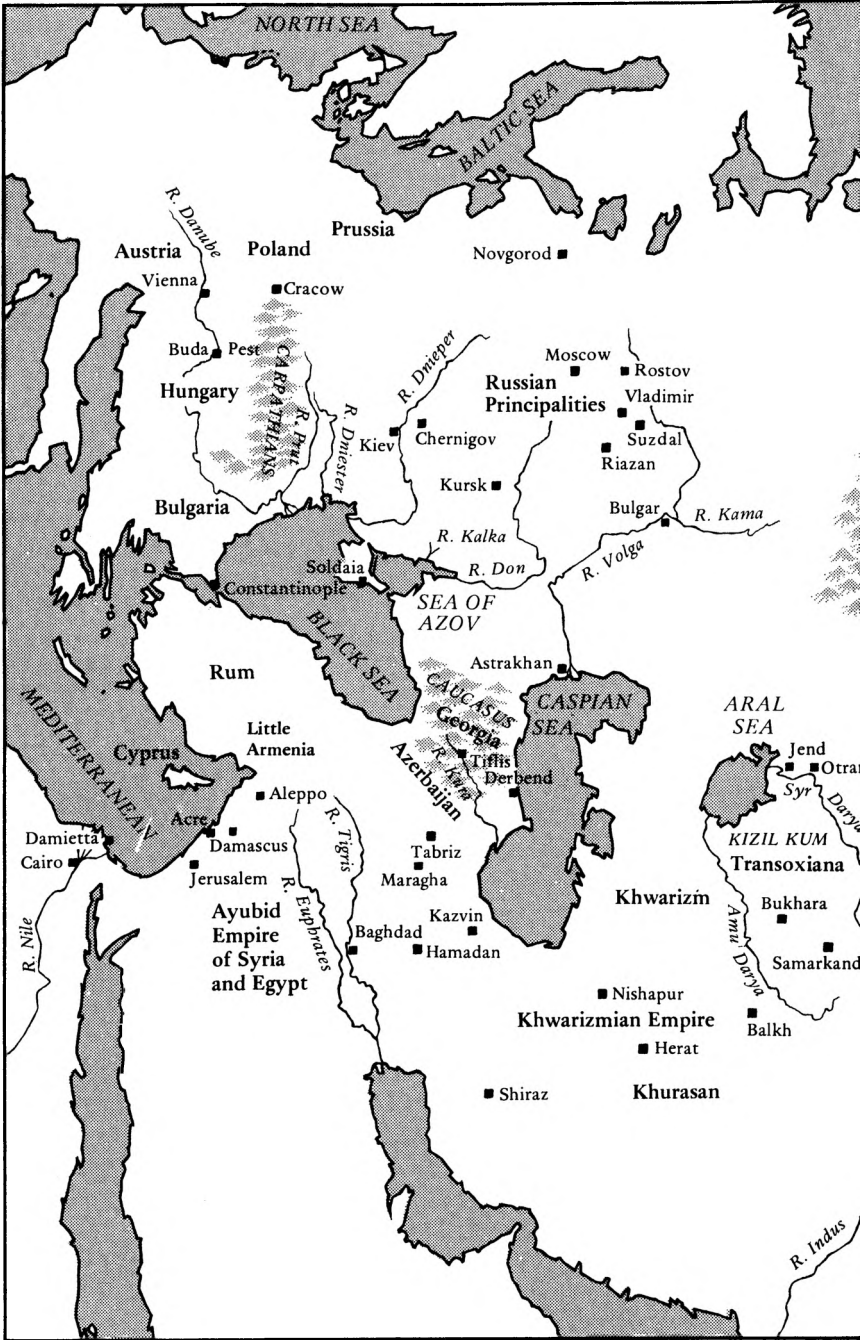 NORTH SEA
BALTIC SEA
R. Danube
Prussia
Austria
Poland
Novgorod
Vienna
Cracow
Buda
Pest
CARPATHIANS
R. Dnieper
Moscow
Rostov
Hungary
Russian
Principalities
Vladimir
R. Prut
R. Dniester
Kiev
Chernigov
Suzdal
Riazan
Kursk
Bulgaria
Bulgar
R. Kama
R. Kalka
R. Volga
Soldaia
R. Don
Constantinople
SEA OF
AZOV
BLACK SEA
Rum
Astrakhan
CAUCASUS
CASPIAN
SEA
ARAL
SEA
MEDITERRANEAN
Georgia
Little
Armenia
Cyprus
Azerbaijan
R. Kura
Tiflis
Derbend
Jend
Otrar
Syr
Darya
Aleppo
R. Tigris
Acre
Damietta
Damascus
Tabriz
KIZIL KUM
Cairo
Jerusalem
Maragha
Transoxiana
R. Euphrates
Khwarizm
R. Nile
Ayubid
Empire
of Syria
and Egypt
Kazvin
Bukhara
Baghdad
Hamadan
Amu Darya
Samarkand
Nishapur
Khwarizmian Empire
Balkh
Herat
Shiraz
Khurasan
R. Indus